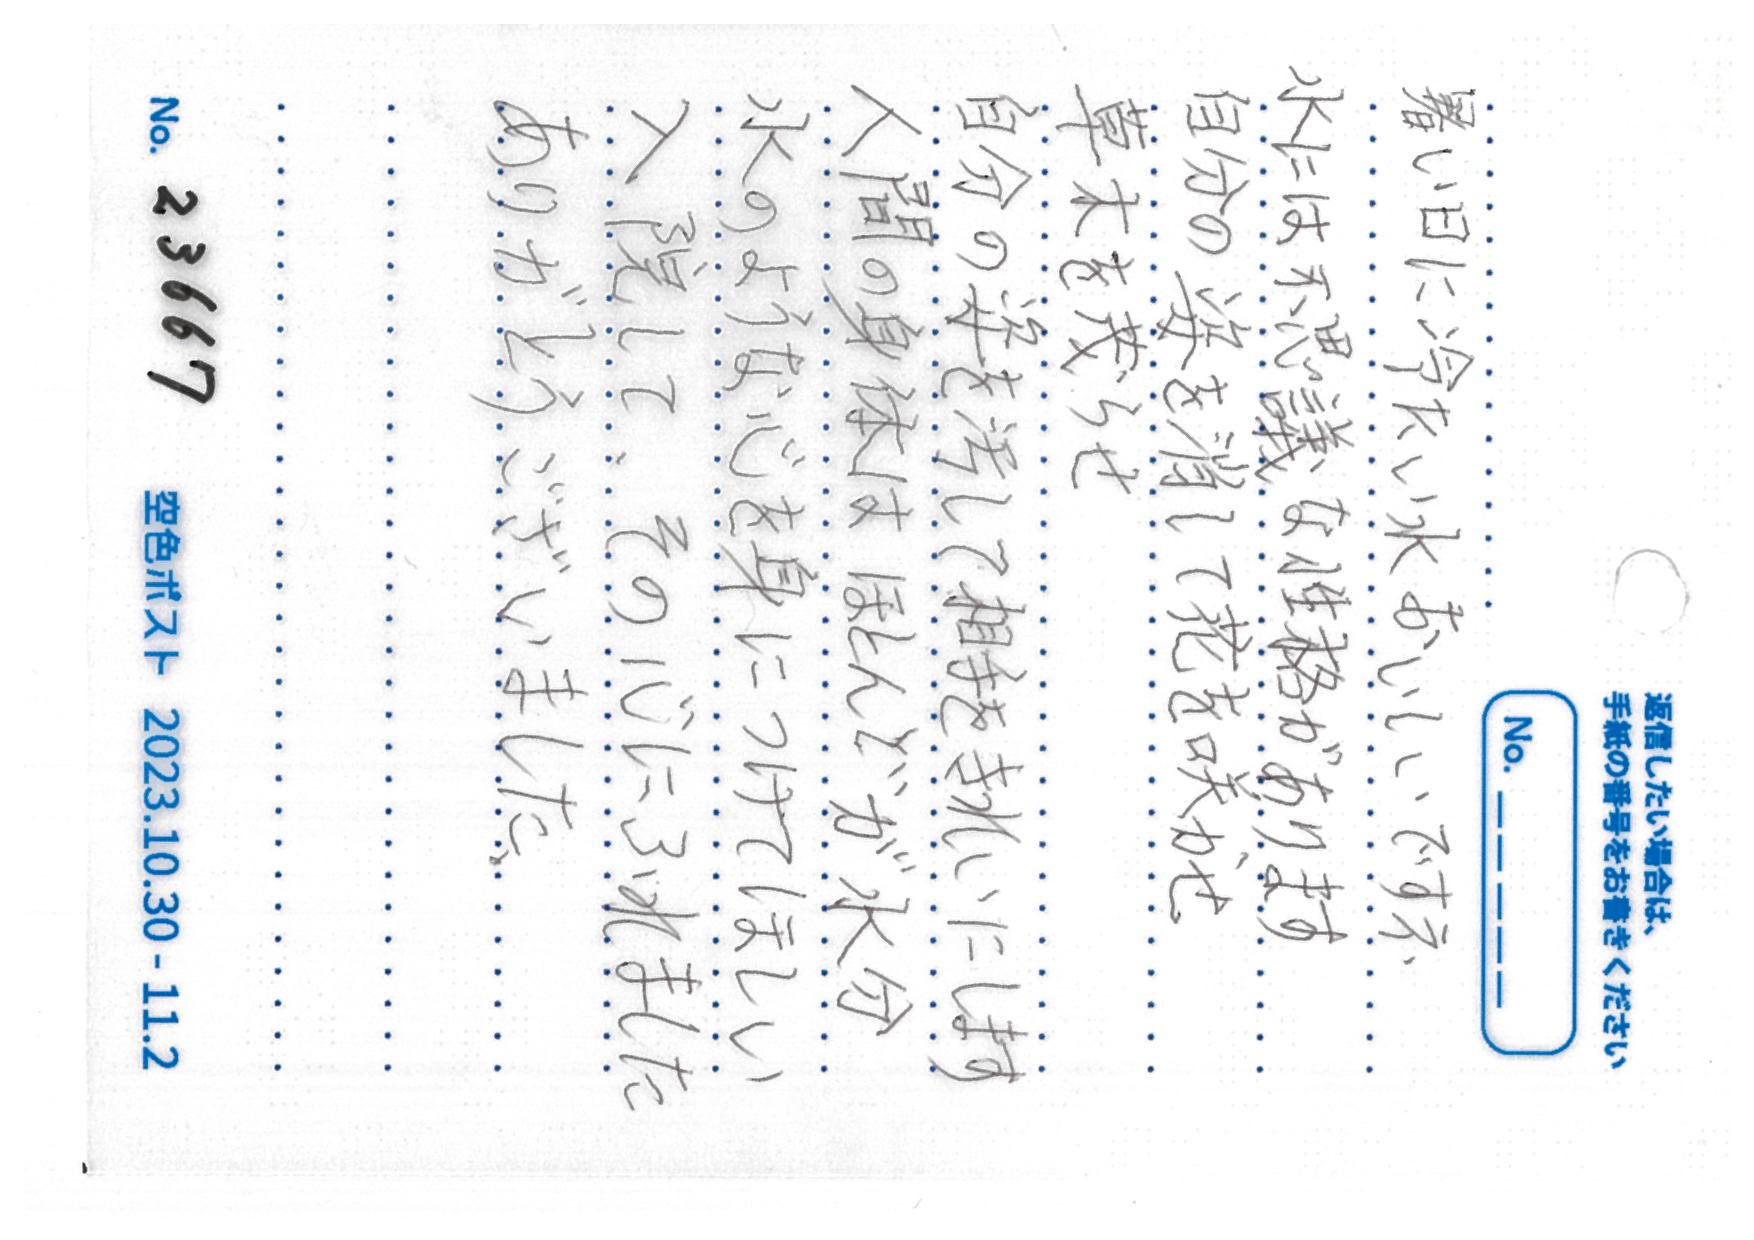 返信したい場合は、
手紙の番号をお書きください
No. _ _ _ _ _
暑い日に冷たい水おいしいですネ
水には不思議な性格があります
自分の姿を消して花を咲かせ
草木を茂らせ
自分の姿を汚して相手をきれいにします
人間の身体はほとんどが水分
水のような心を身につけてほしい
入院して、その心にふれました
ありがとうございました。
No. 23667 空色ポスト 2023.10.30 - 11.2